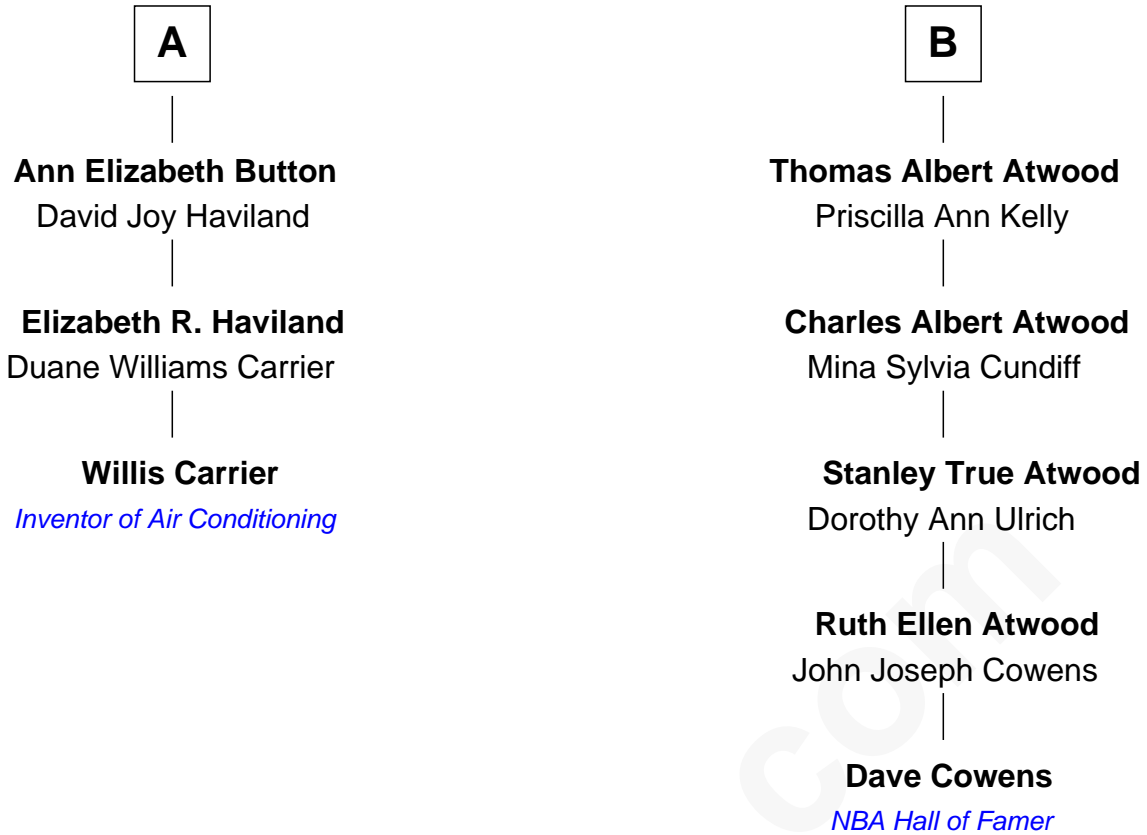 A
Ann Elizabeth Button
David Joy Haviland
Elizabeth R. Haviland
Duane Williams Carrier
Willis Carrier
Inventor of Air Conditioning
B
Thomas Albert Atwood
Priscilla Ann Kelly
Charles Albert Atwood
Mina Sylvia Cundiff
Stanley True Atwood
Dorothy Ann Ulrich
Ruth Ellen Atwood
John Joseph Cowens
Dave Cowens
NBA Hall of Famer
com